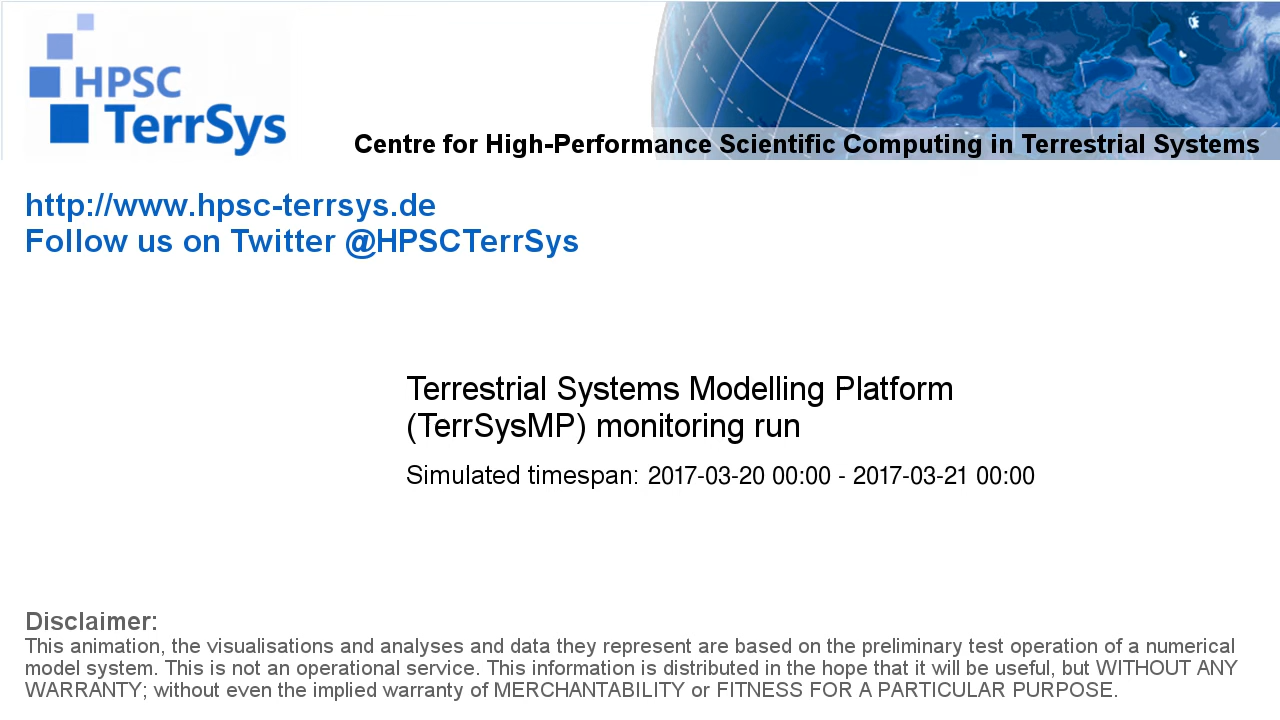 HPSC
TerrSys
Centre for High-Performance Scientific Computing in Terrestrial Systems
http://www.hpsc-terrsys.de
Follow us on Twitter @HPSCTerrSys
Terrestrial Systems Modelling Platform
(TerrSysMP) monitoring run
Simulated timespan: 2017-03-20 00:00 - 2017-03-21 00:00
Disclaimer:
This animation, the visualisations and analyses and data they represent are based on the preliminary test operation of a numerical
model system. This is not an operational service. This information is distributed in the hope that it will be useful, but WITHOUT ANY
WARRANTY; without even the implied warranty of MERCHANTABILITY or FITNESS FOR A PARTICULAR PURPOSE.